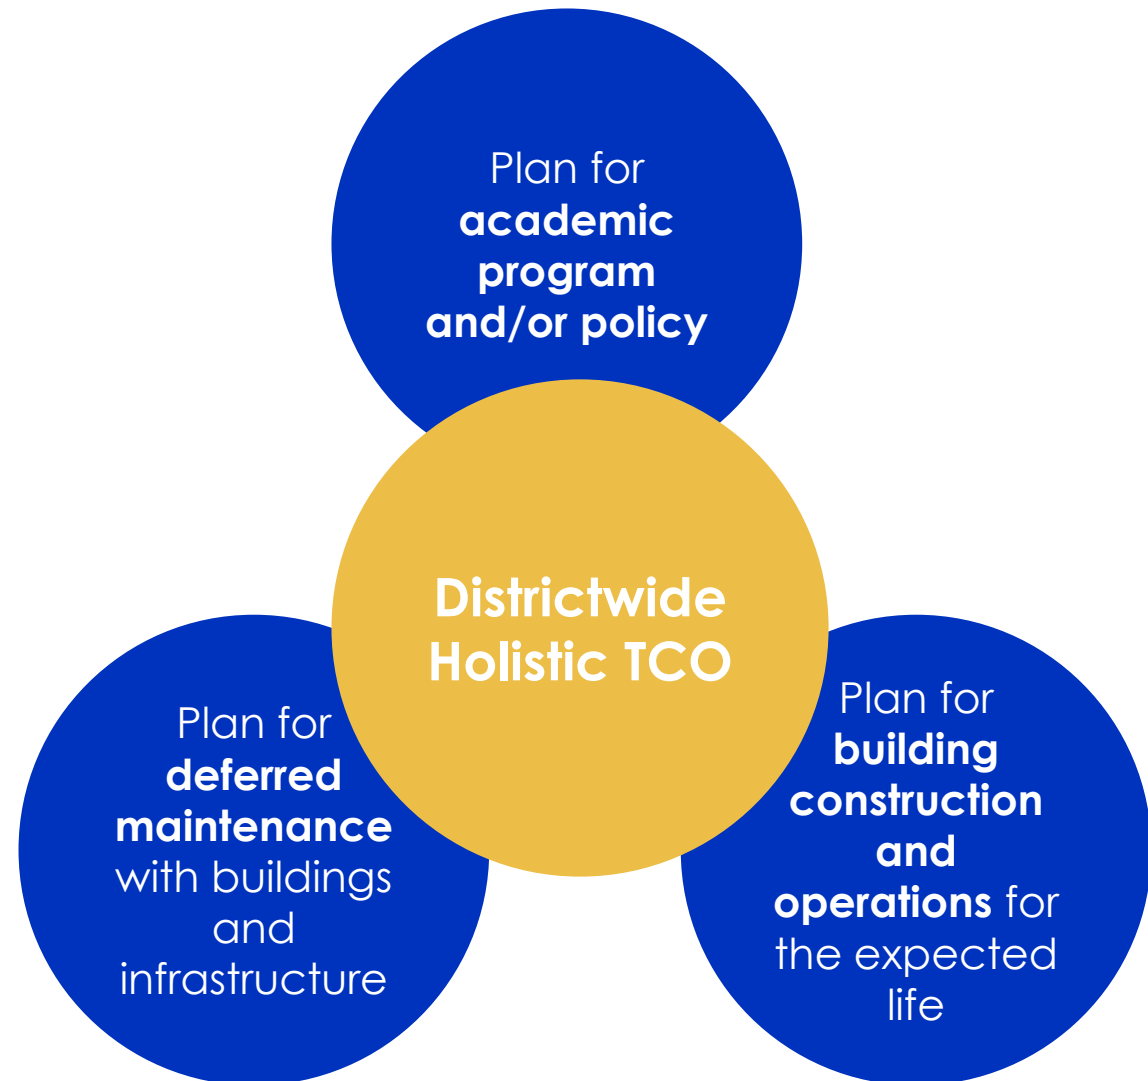 Plan for
academic
program
and/or policy
Districtwide
Holistic TCO
Plan for
deferred
maintenance
with buildings
and
infrastructure
Plan for
building
construction
and
operations for
the expected
life